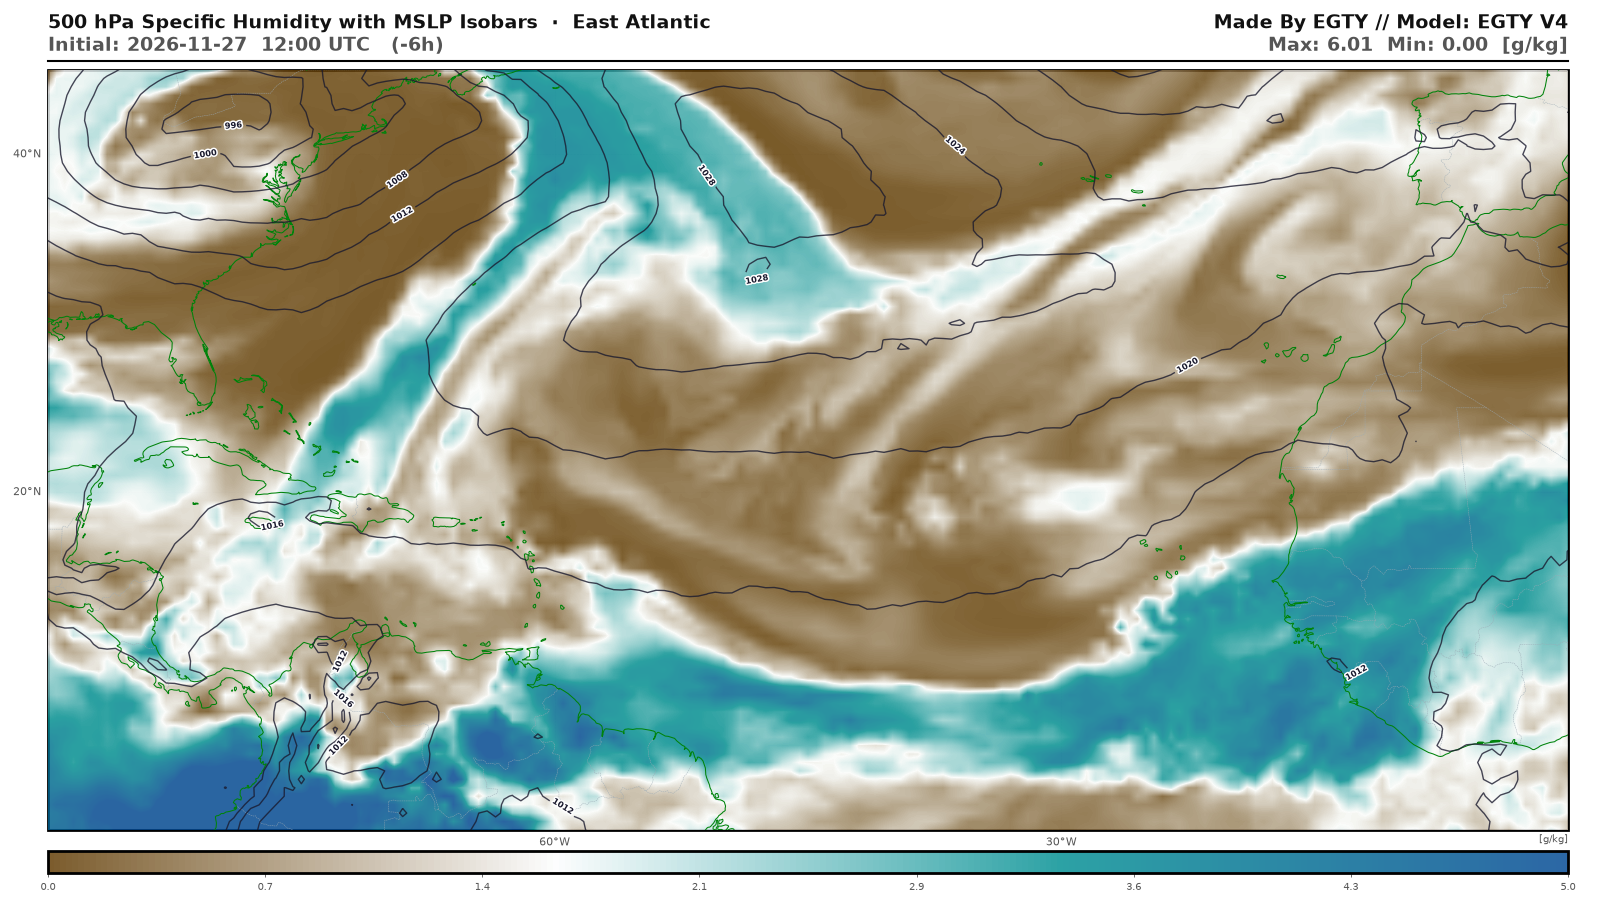 500 hPa Specific Humidity with MSLP Isobars · East Atlantic
Made By EGTY // Model: EGTY V4
Initial: 2026-11-27 12:00 UTC (-6h)
Max: 6.01 Min: 0.00 [g/kg]
996
40°N
1000
1024
1028
1008
1012
1028
1020
20°N
1016
1012
1012
1016
1012
1012
60°W
30°W
[g/kg]
0.0
0.7
1.4
2.1
2.9
3.6
4.3
5.0